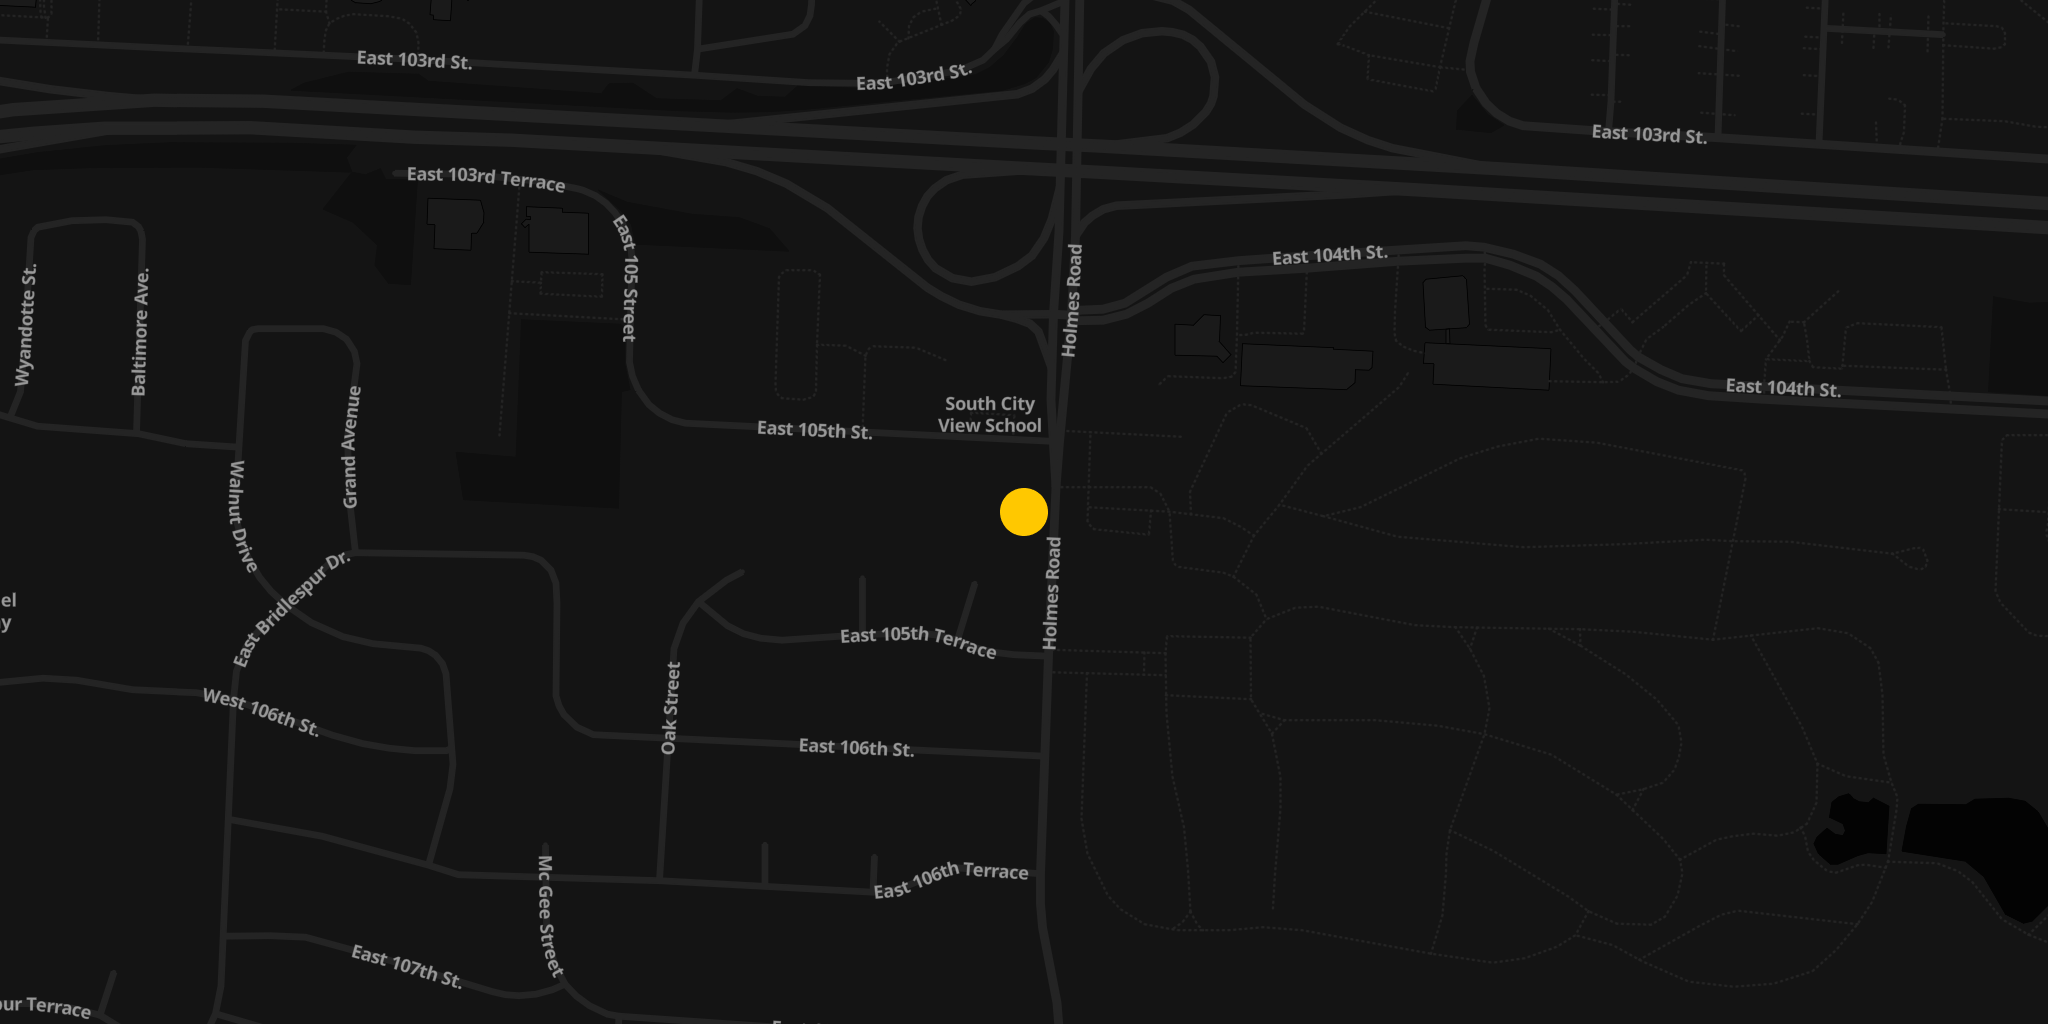 East 103rd St.
East 103rd St.
East 103rd St.
East 103rd Terrace
East 105 Street
Holmes Road
East 104th St.
Wyandotte St.
Baltimore Ave.
East 104th St.
Grand Avenue
South City
View School
East 105th St.
Walnut Drive
East Bridlespur Dr.
Holmes Road
el
y
East 105th Terrace
Oak Street
West 106th St.
East 106th St.
East 106th Terrace
Mc Gee Street
East 107th St.
ur Terrace